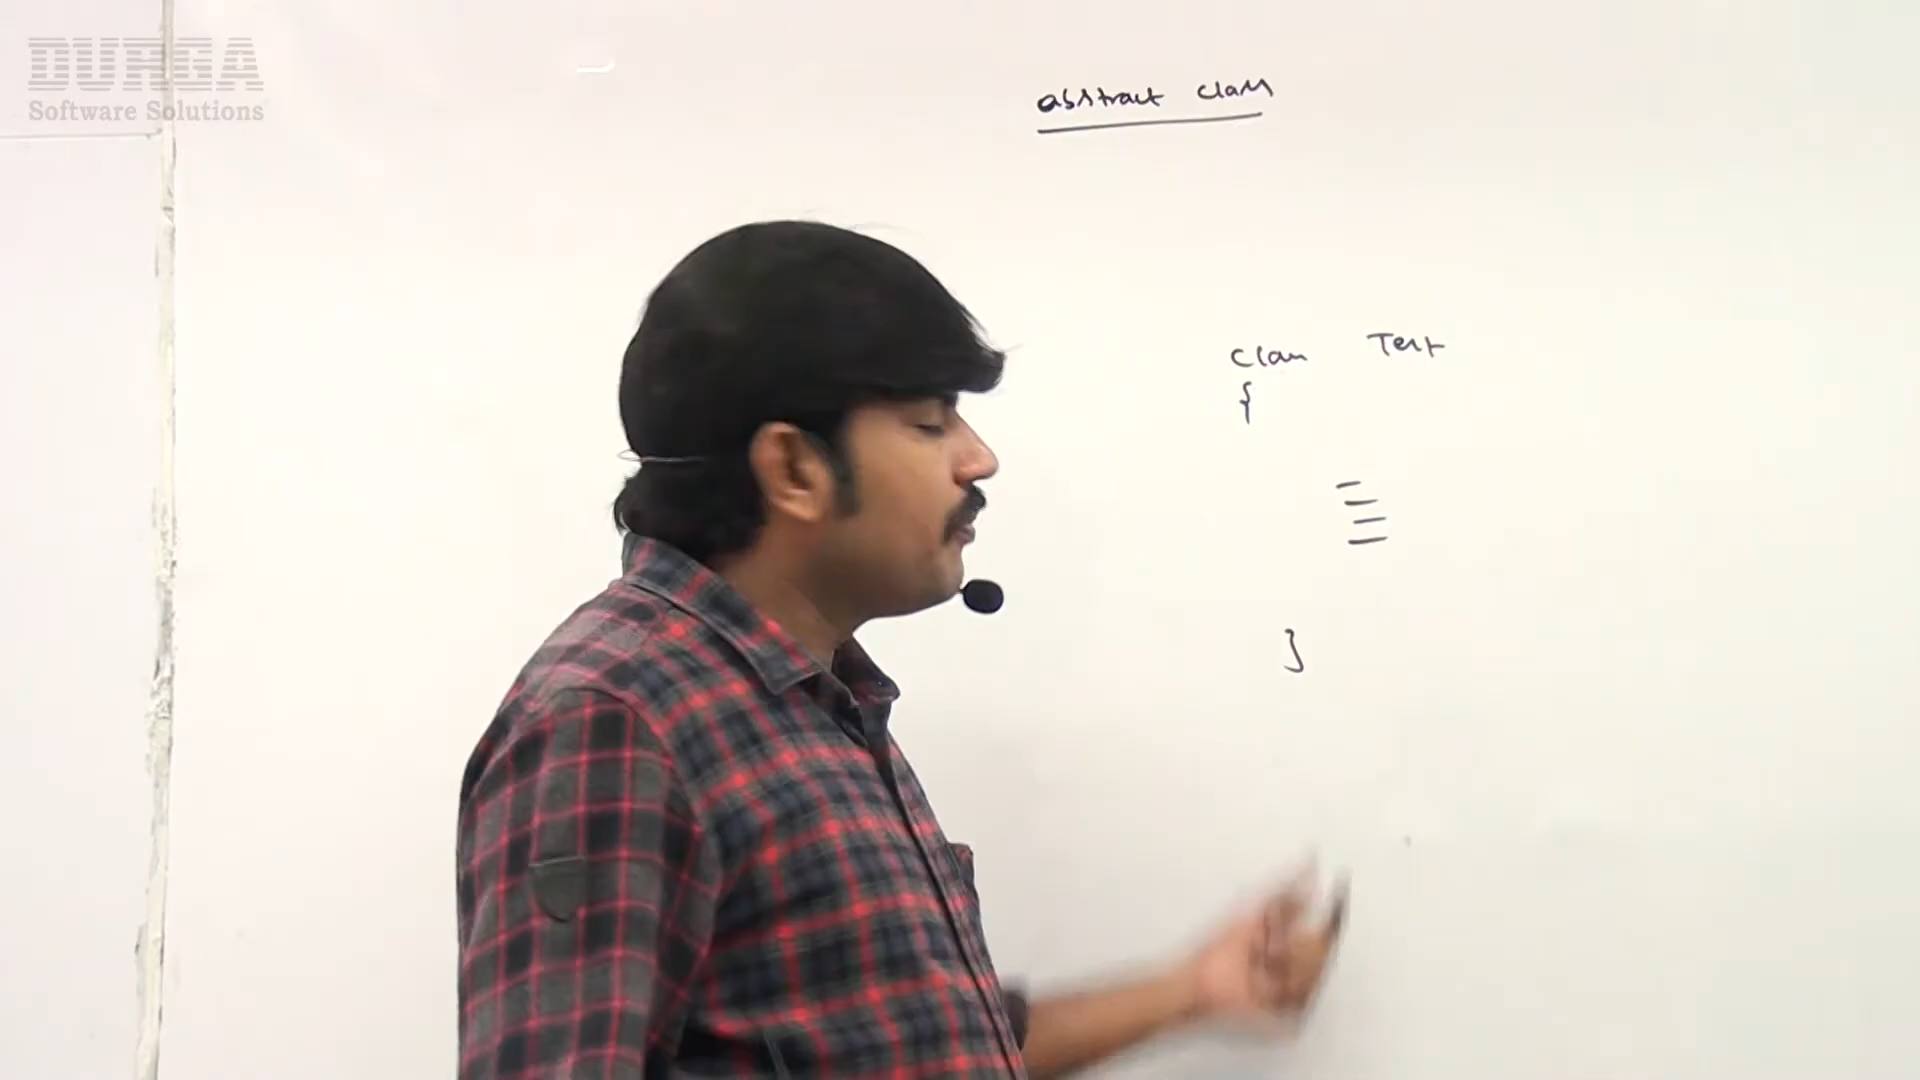 DURGA
Software Solutions
abstract class
class Test
{
}